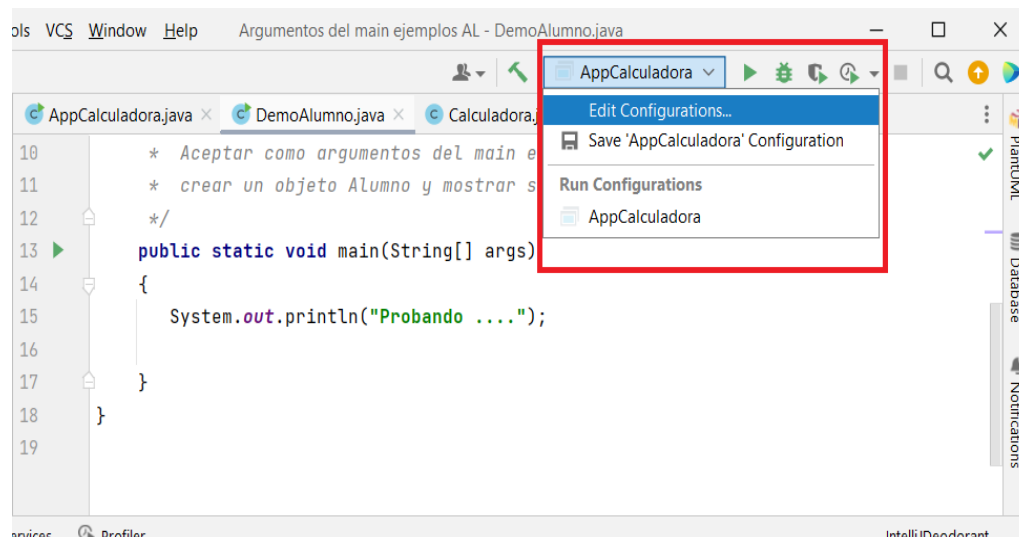 ols VCS Window Help Argumentos del main ejemplos AL - DemoAlumno.java
AppCalculadora
AppCalculadora.java DemoAlumno.java Calculadora.j
Edit Configurations...
Save 'AppCalculadora' Configuration
Run Configurations
AppCalculadora
10 * Aceptar como argumentos del main e
11 * crear un objeto Alumno y mostrar s
12 */
13 public static void main(String[] args)
14 {
15 System.out.println("Probando ....");
16
17 }
18 }
19
PlantUML
Database
Notifications
ervices Profiler IntelliJDeodorant